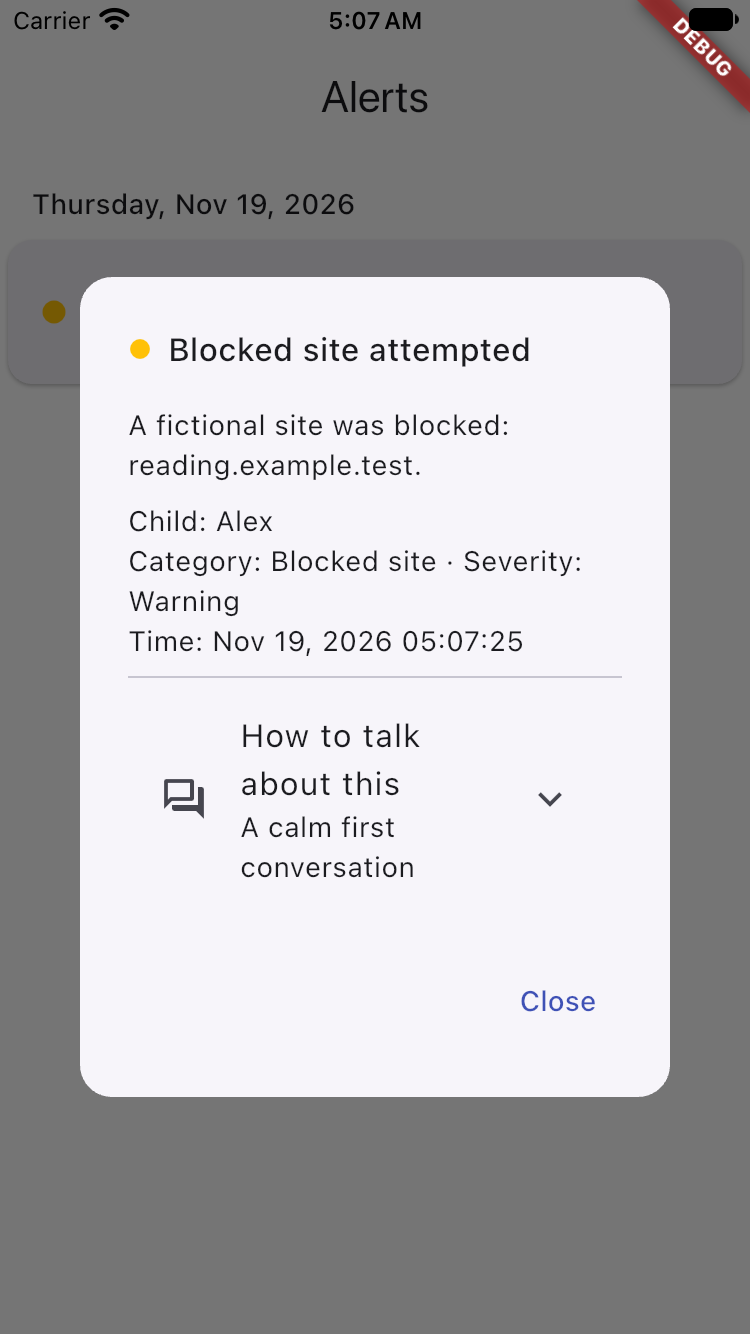 Carrier
5:07 AM
DEBUG
Alerts
Thursday, Nov 19, 2026
Blocked site attempted
A fictional site was blocked:
reading.example.test.
Child: Alex
Category: Blocked site · Severity:
Warning
Time: Nov 19, 2026 05:07:25
How to talk
about this
A calm first
conversation
Close